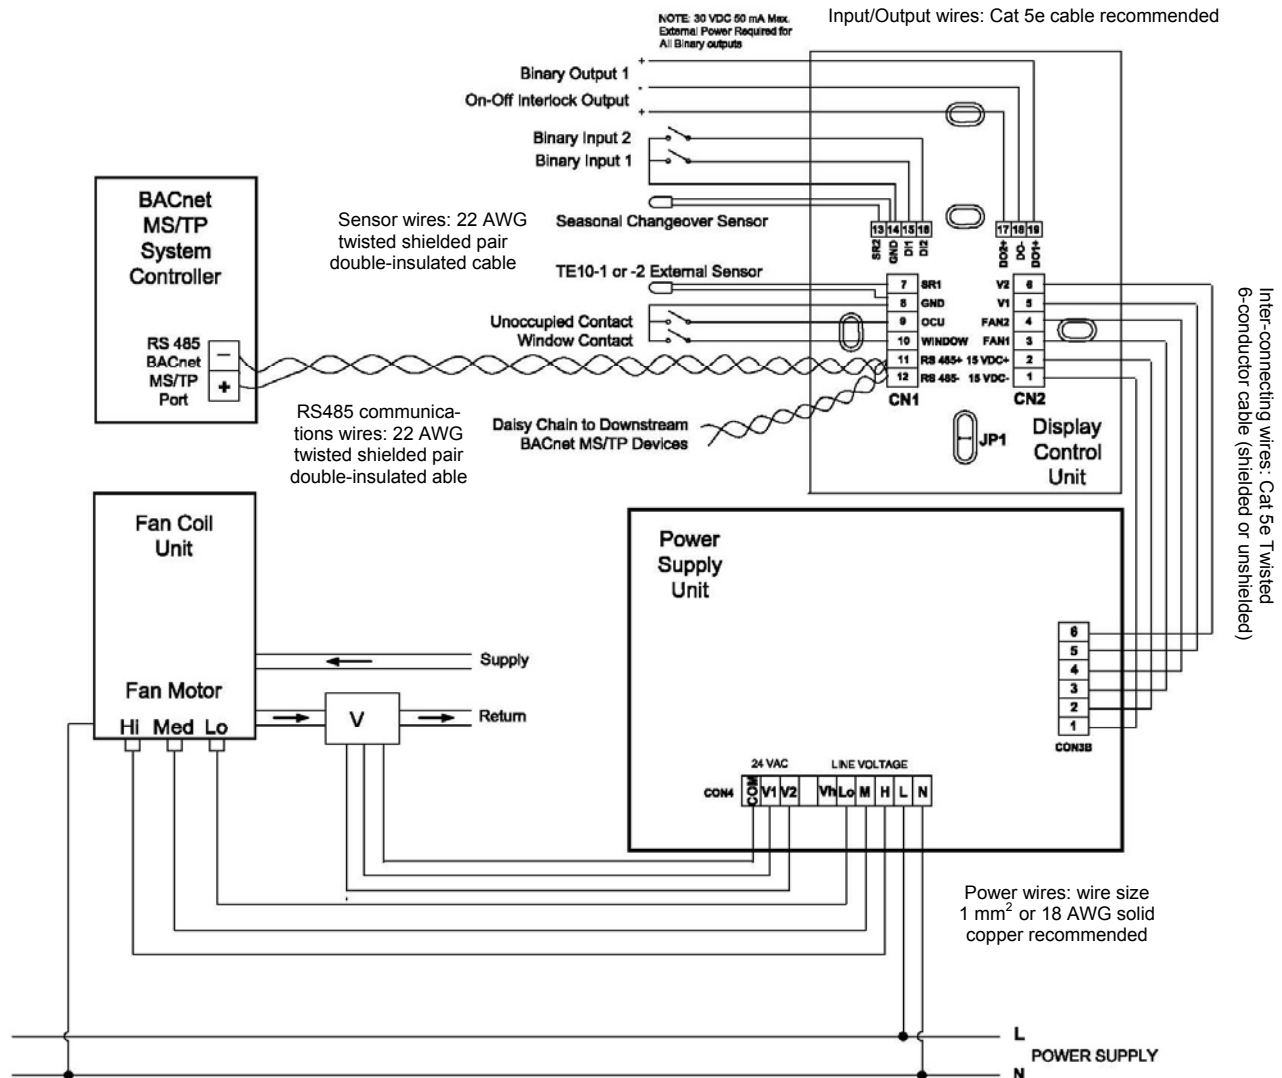 NOTE: 30 VDC 50 mA Max.
External Power Required for
All Binary outputs
Input/Output wires: Cat 5e cable recommended
+
Binary Output 1
-
On-Off Interlock Output
+
Binary Input 2
Binary Input 1
Seasonal Changeover Sensor
TE10-1 or -2 External Sensor
Unoccupied Contact
Window Contact
BACnet
MS/TP
System
Controller
RS 485
BACnet
MS/TP
Port
−
+
Sensor wires: 22 AWG
twisted shielded pair
double-insulated cable
RS485 communica-
tions wires: 22 AWG
twisted shielded pair
double-insulated able
Daisy Chain to Downstream
BACnet MS/TP Devices
13 14 15 16
SR2 GND DI1 DI2
17 18 19
DO2+ DO- DO1+
7 SR1
8 GND
9 OCU
10 WINDOW
11 RS 485+
12 RS 485-
CN1
V2 6
V1 5
FAN2 4
FAN1 3
15 VDC+ 2
15 VDC- 1
CN2
JP1
Display
Control
Unit
Inter-connecting wires: Cat 5e Twisted
6-conductor cable (shielded or unshielded)
Fan Coil
Unit
Fan Motor
Hi Med Lo
Supply
V
Return
Power
Supply
Unit
6
5
4
3
2
1
CON3B
24 VAC LINE VOLTAGE
CON4 COM V1 V2 Vh Lo M H L N
Power wires: wire size
1 mm² or 18 AWG solid
copper recommended
L
POWER SUPPLY
N